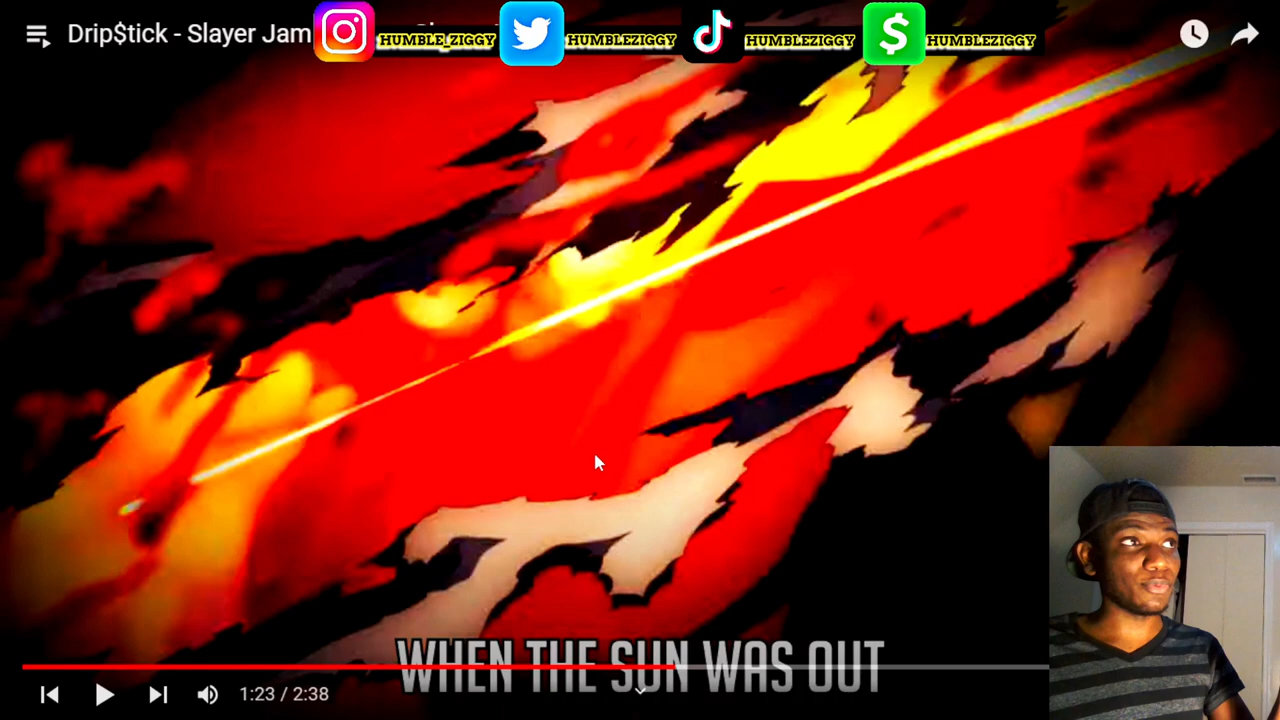 Drip$tick - Slayer Jam
HUMBLE_ZIGGY
HUMBLEZIGGY
HUMBLEZIGGY
$
HUMBLEZIGGY
WHEN THE SUN WAS OUT
1:23 / 2:38